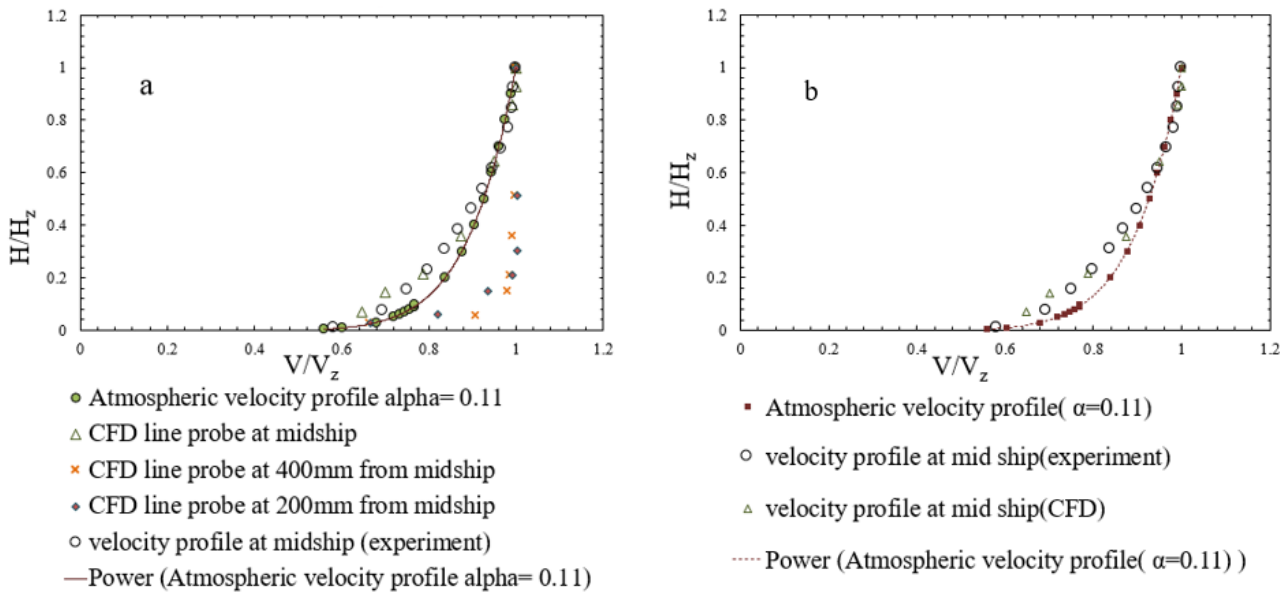 1.2
1
0.8
0.6
0.4
0.2
0
H/Hz
a
0 0.2 0.4 0.6 0.8 1 1.2
V/Vz
Atmospheric velocity profile alpha= 0.11
CFD line probe at midship
CFD line probe at 400mm from midship
CFD line probe at 200mm from midship
velocity profile at midship (experiment)
Power (Atmospheric velocity profile alpha= 0.11)
1.2
1
0.8
0.6
0.4
0.2
0
H/Hz
b
0 0.2 0.4 0.6 0.8 1 1.2
V/Vz
Atmospheric velocity profile( α=0.11)
velocity profile at mid ship(experiment)
velocity profile at mid ship(CFD)
Power (Atmospheric velocity profile( α=0.11) )